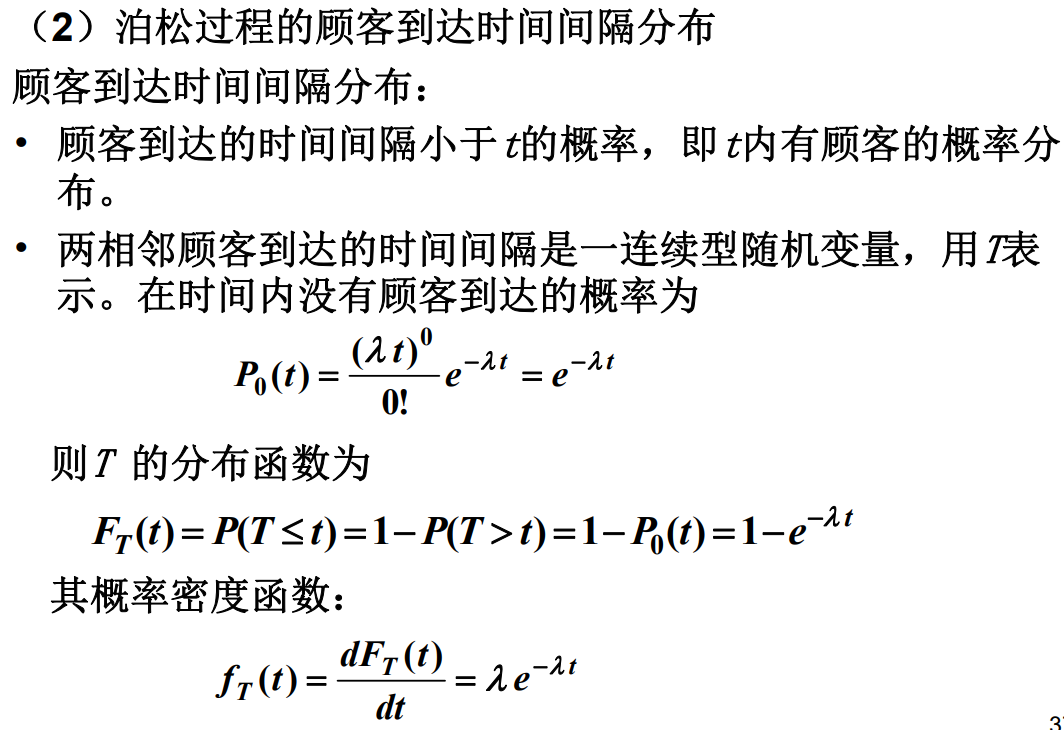 （2）泊松过程的顾客到达时间间隔分布
顾客到达时间间隔分布：
• 顾客到达的时间间隔小于t的概率，即t内有顾客的概率分
布。
• 两相邻顾客到达的时间间隔是一连续型随机变量，用T表
示。在时间内没有顾客到达的概率为
P₀(t) = (λt)⁰/0! e^{-λt} = e^{-λt}
则T 的分布函数为
F_T(t) = P(T ≤ t) = 1 − P(T > t) = 1 − P₀(t) = 1 − e^{-λt}
其概率密度函数：
f_T(t) = dF_T(t)/dt = λe^{-λt}